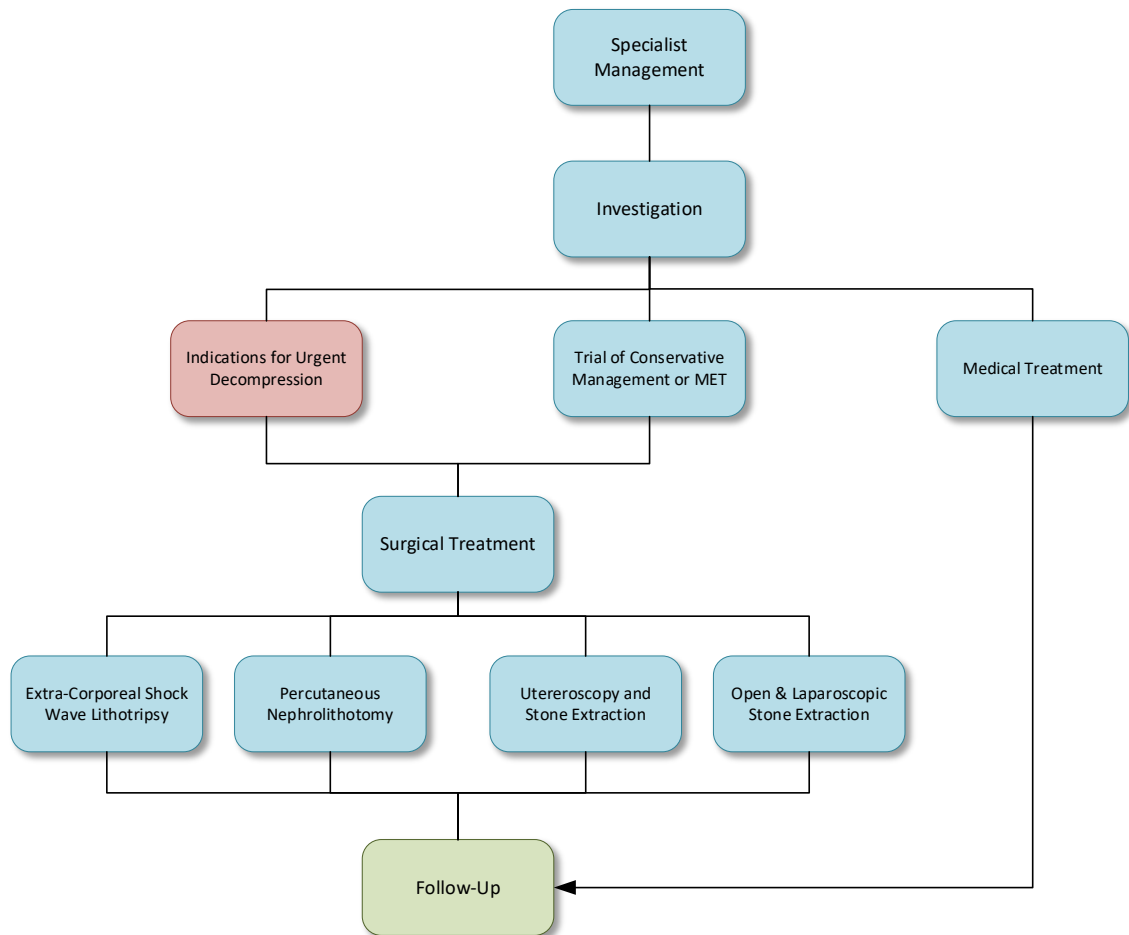 Specialist
Management
Investigation
Indications for Urgent
Decompression
Trial of Conservative
Management or MET
Medical Treatment
Surgical Treatment
Extra-Corporeal Shock
Wave Lithotripsy
Percutaneous
Nephrolithotomy
Utereroscopy and
Stone Extraction
Open & Laparoscopic
Stone Extraction
Follow-Up